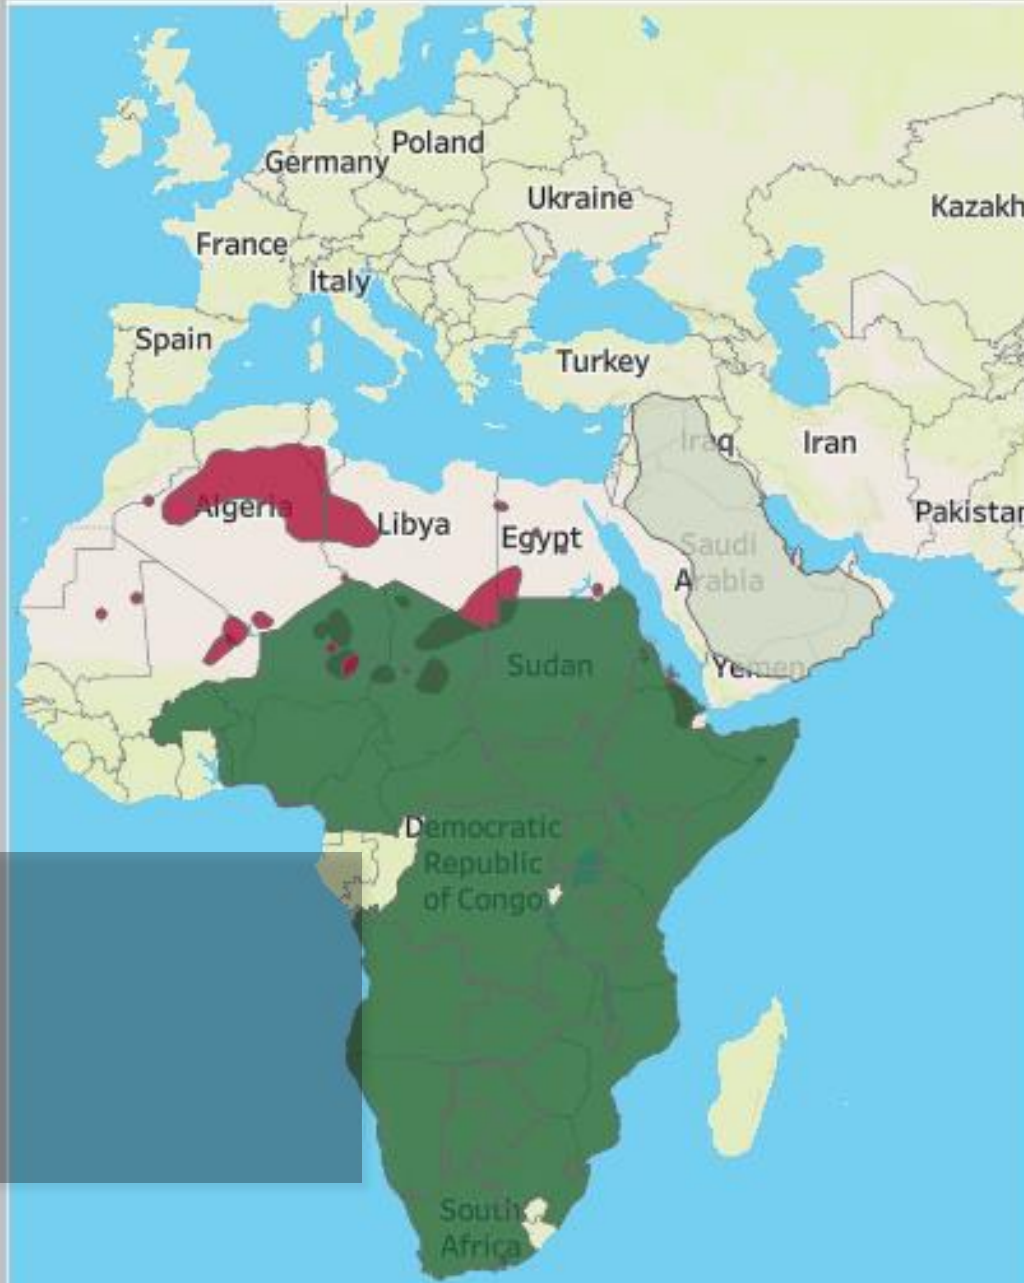 Poland
Germany
Ukraine
Kazakh
France
Italy
Spain
Turkey
Iraq
Iran
Algeria
Libya
Egypt
Pakistan
Saudi
Arabia
Sudan
Yemen
Democratic
Republic
of Congo
South
Africa